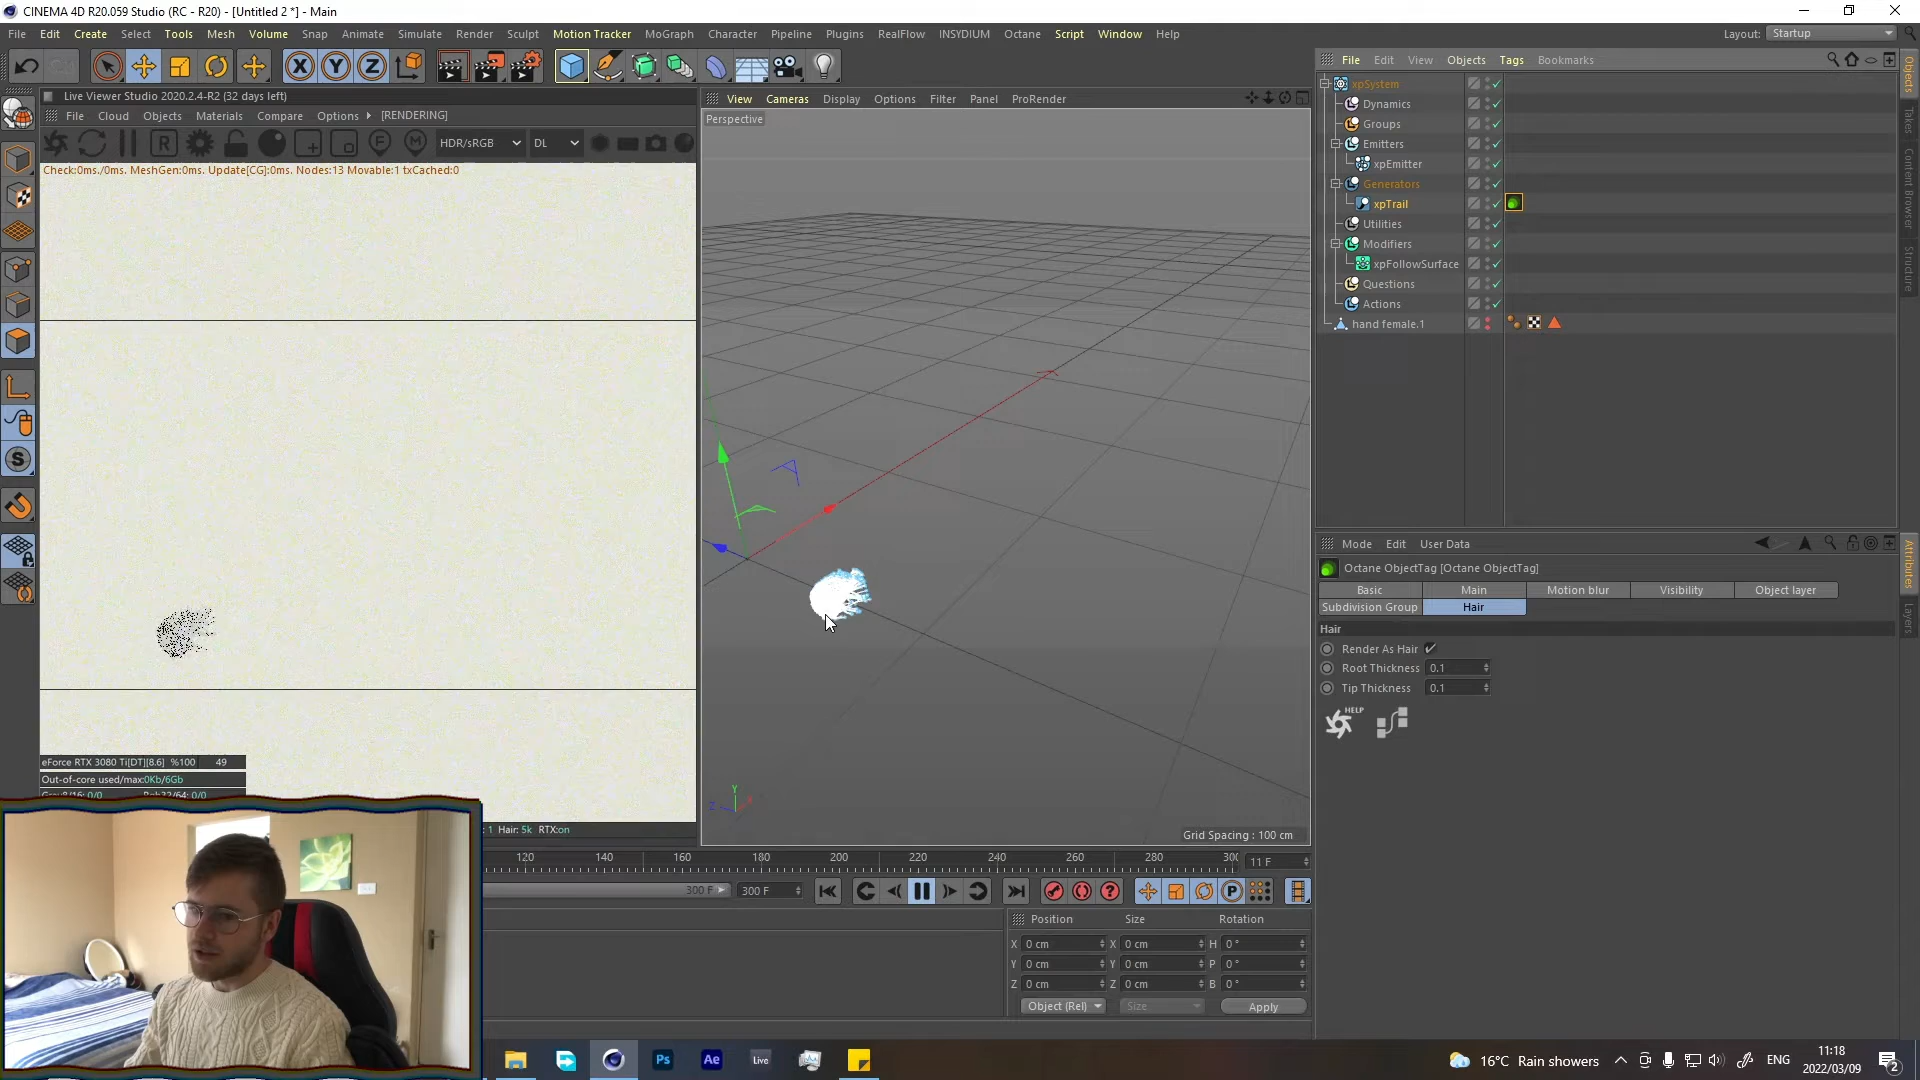 CINEMA 4D R20.059 Studio (RC - R20) - [Untitled 2 *] - Main
File Edit Create Select Tools Mesh Volume Snap Animate Simulate Render Sculpt Motion Tracker MoGraph Character Pipeline Plugins RealFlow INSYDIUM Octane Script Window Help
Layout: Startup
X Y Z
Live Viewer Studio 2020.2.4-R2 (32 days left)
File Cloud Objects Materials Compare Options [RENDERING]
R F M HDR/sRGB DL
Check:0ms./0ms. MeshGen:0ms. Update[CG]:0ms. Nodes:13 Movable:1 txCached:0
eForce RTX 3080 Ti[DT][8.6] %100 49
Out-of-core used/max:0Kb/6Gb
: 1 Hair: 5k RTX:on
View Cameras Display Options Filter Panel ProRender
Perspective
Y
Z
Grid Spacing : 100 cm
File Edit View Objects Tags Bookmarks
xpSystem
Dynamics
Groups
Emitters
xpEmitter
Generators
xpTrail
Utilities
Modifiers
xpFollowSurface
Questions
Actions
hand female.1
Objects
Takes
Content Browser
Structure
Mode Edit User Data
Octane ObjectTag [Octane ObjectTag]
Basic Main Motion blur Visibility Object layer
Subdivision Group Hair
Hair
Render As Hair
Root Thickness 0.1
Tip Thickness 0.1
HELP
Attributes
Layers
120 140 160 180 200 220 240 260 280 30 11 F
300 F 300 F
P
Position Size Rotation
X 0 cm X 0 cm H 0 °
Y 0 cm Y 0 cm P 0 °
Z 0 cm Z 0 cm B 0 °
Object (Rel) Size Apply
Ps Ae Live
16°C Rain showers ENG
11:18
2022/03/09
2